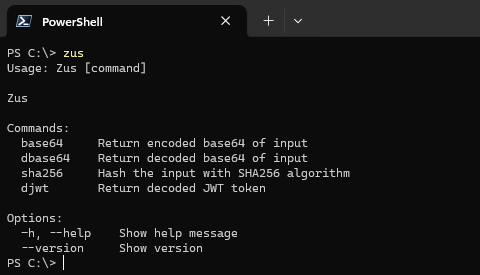 PowerShell
PS C:\> zus
Usage: Zus [command]
Zus
Commands:
base64 Return encoded base64 of input
dbase64 Return decoded base64 of input
sha256 Hash the input with SHA256 algorithm
djwt Return decoded JWT token
Options:
-h, --help Show help message
--version Show version
PS C:\>